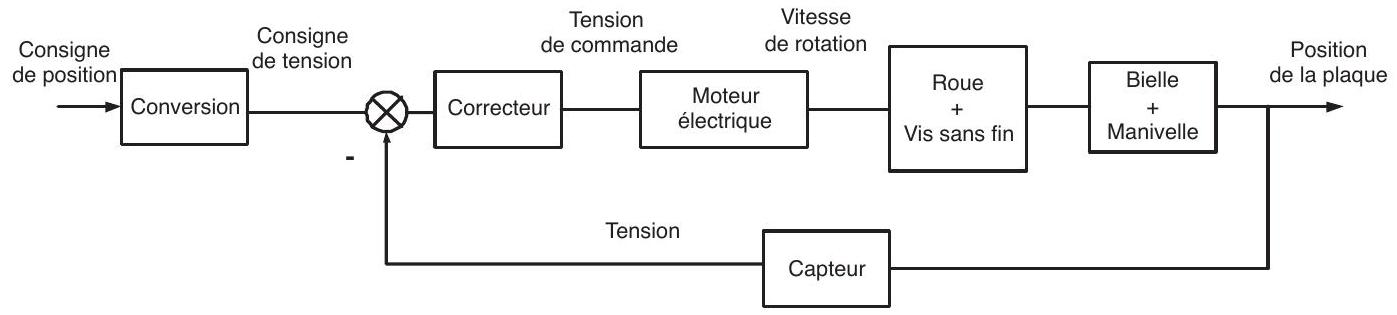 Consigne
de position
Conversion
Consigne
de tension
-
Correcteur
Tension
de commande
Moteur
électrique
Vitesse
de rotation
Roue
+
Vis sans fin
Bielle
+
Manivelle
Position
de la plaque
Tension
Capteur